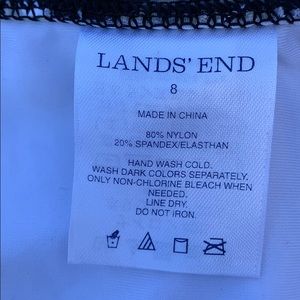 LANDS' END
8
MADE IN CHINA
80% NYLON
20% SPANDEX/ELASTHAN
HAND WASH COLD.
WASH DARK COLORS SEPARATELY.
ONLY NON-CHLORINE BLEACH WHEN
NEEDED.
LINE DRY.
DO NOT IRON.